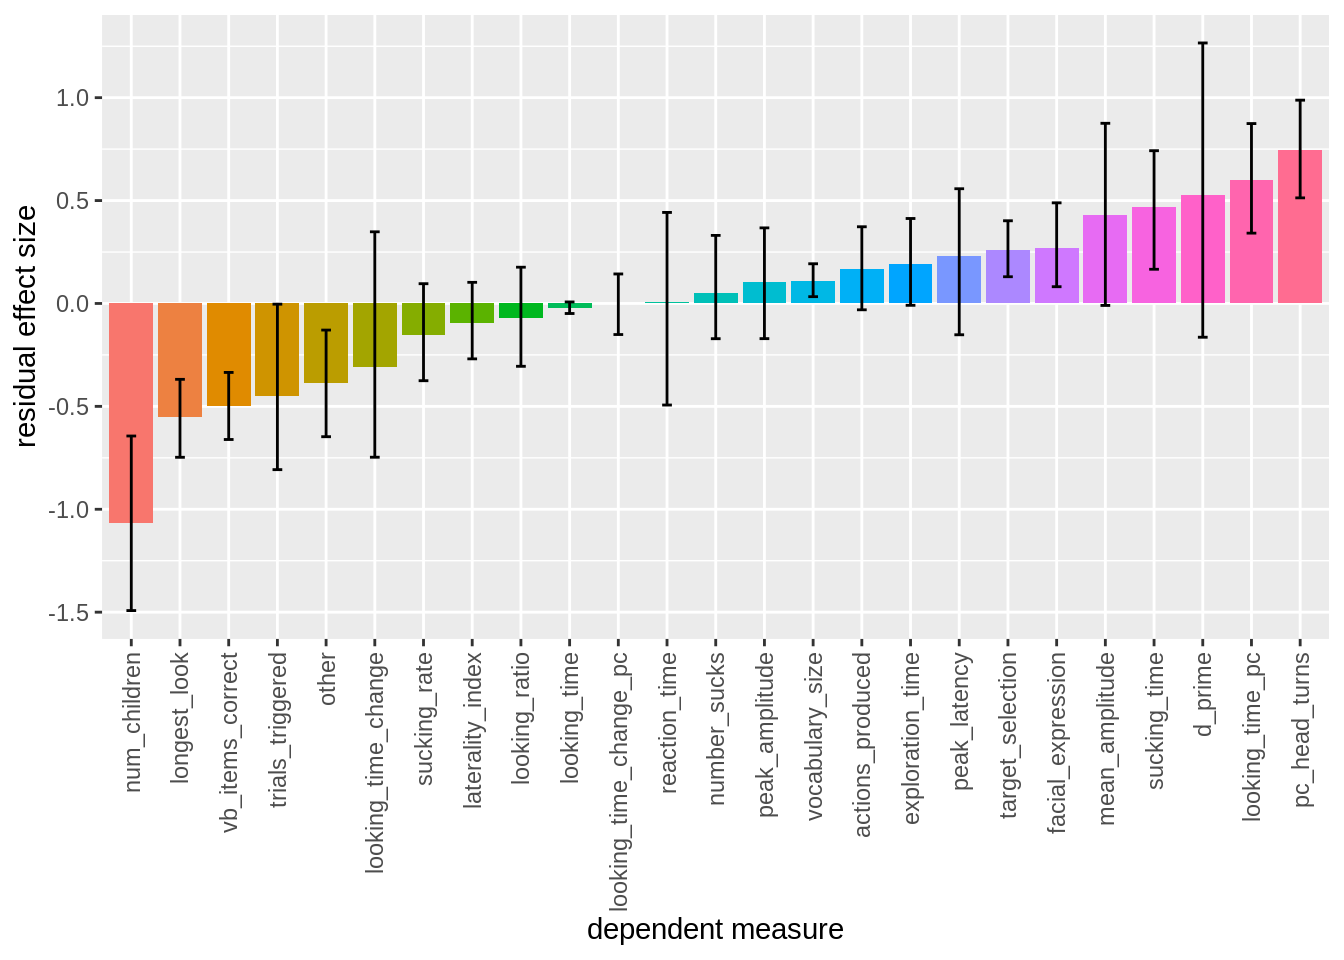 1.0
0.5
0.0
-0.5
-1.0
-1.5
residual effect size
num_children
longest_look
vb_items_correct
trials_triggered
other
looking_time_change
sucking_rate
laterality_index
looking_ratio
looking_time
looking_time_change_pc
reaction_time
number_sucks
peak_amplitude
vocabulary_size
actions_produced
exploration_time
peak_latency
target_selection
facial_expression
mean_amplitude
sucking_time
d_prime
looking_time_pc
pc_head_turns
dependent measure